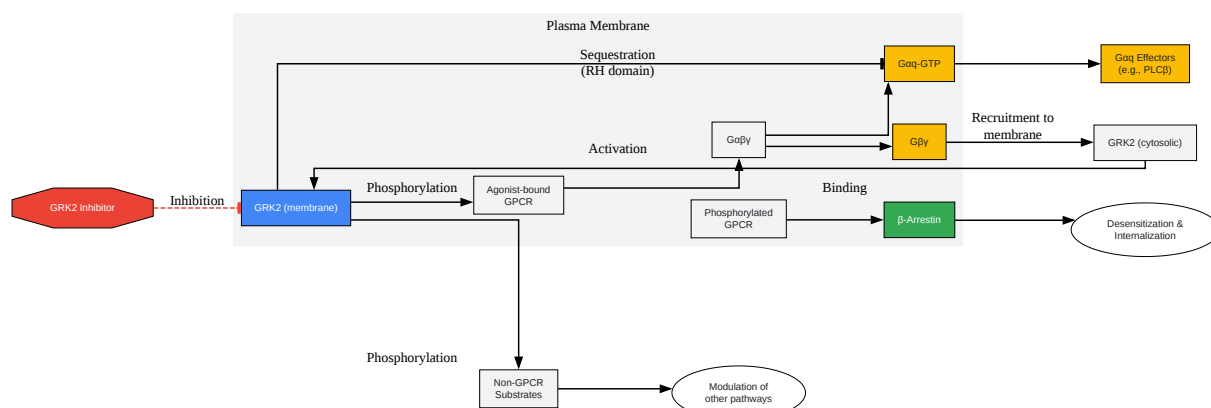 Plasma Membrane
Sequestration
(RH domain)
Gαq-GTP
Gαq Effectors
(e.g., PLCβ)
Gαβγ
Gβγ
Recruitment to
membrane
GRK2 (cytosolic)
Activation
GRK2 Inhibitor
Inhibition
GRK2 (membrane)
Phosphorylation
Agonist-bound
GPCR
Binding
Phosphorylated
GPCR
β-Arrestin
Desensitization &
Internalization
Phosphorylation
Non-GPCR
Substrates
Modulation of
other pathways